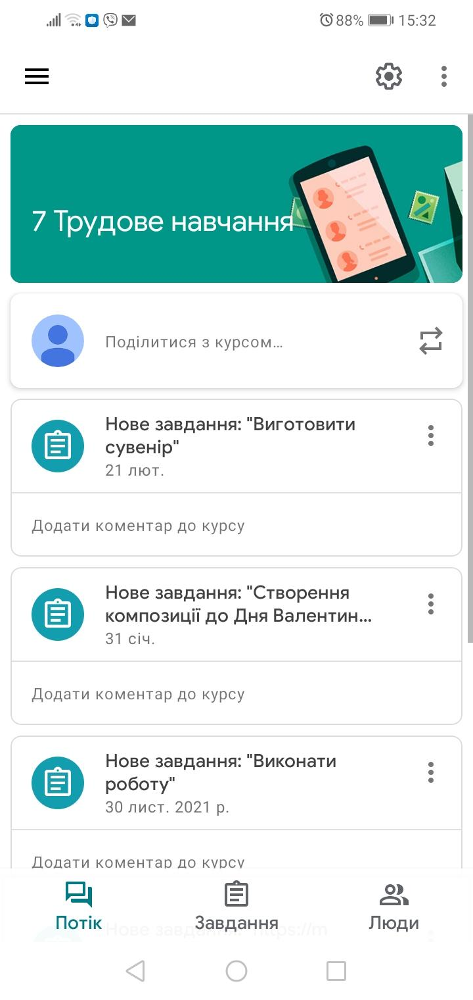 88% 15:32
7 Трудове навчання
Поділитися з курсом…
Нове завдання: "Виготовити
сувенір"
21 лют.
Додати коментар до курсу
Нове завдання: "Створення
композиції до Дня Валентин…
31 січ.
Додати коментар до курсу
Нове завдання: "Виконати
роботу"
30 лист. 2021 р.
Додати коментар до курсу
Нове завдання: "https://m
Потік Завдання Люди